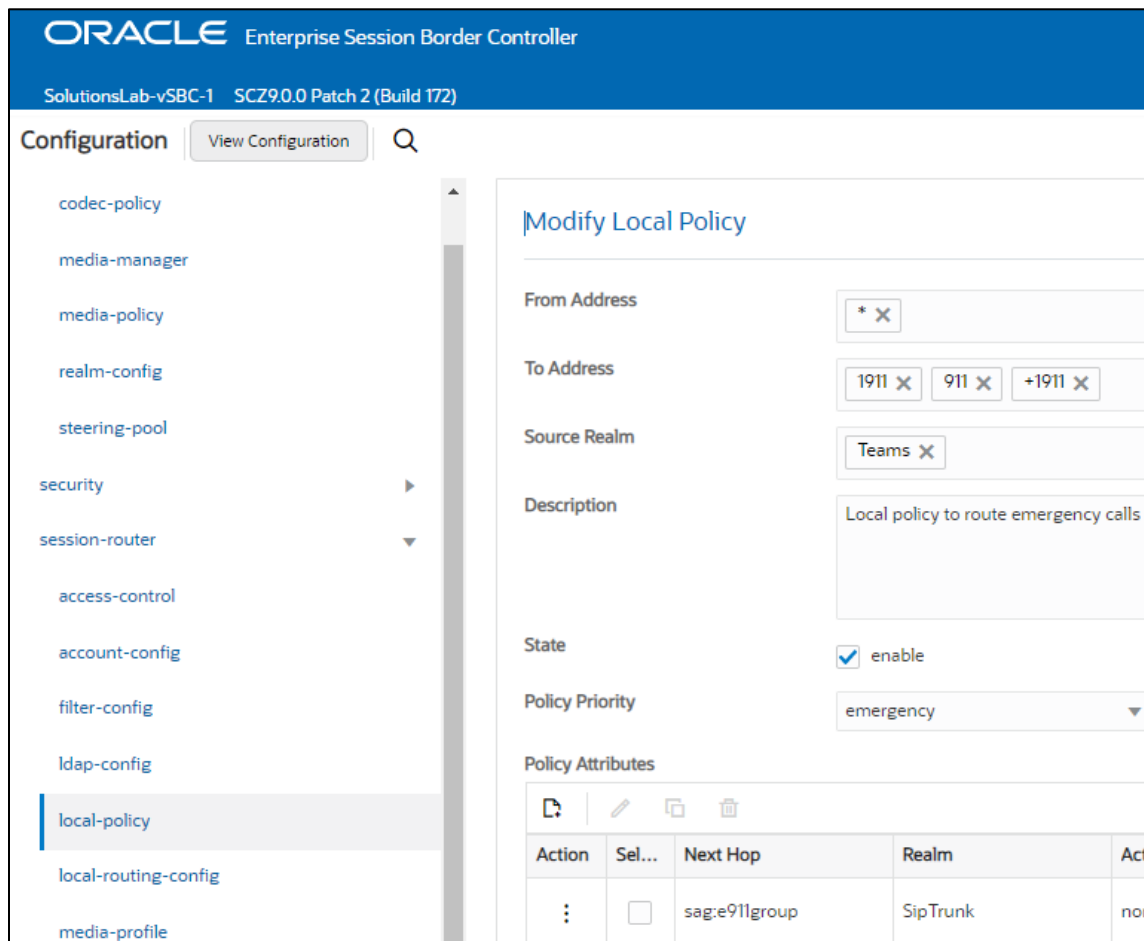 ORACLE Enterprise Session Border Controller
SolutionsLab-vSBC-1 SCZ9.0.0 Patch 2 (Build 172)
Configuration View Configuration
codec-policy
media-manager
media-policy
realm-config
steering-pool
security
session-router
access-control
account-config
filter-config
ldap-config
local-policy
local-routing-config
media-profile
Modify Local Policy
From Address
*
To Address
1911 911 +1911
Source Realm
Teams
Description
Local policy to route emergency calls
State
enable
Policy Priority
emergency
Policy Attributes
Action Sel... Next Hop Realm Act
sag:e911group SipTrunk nor